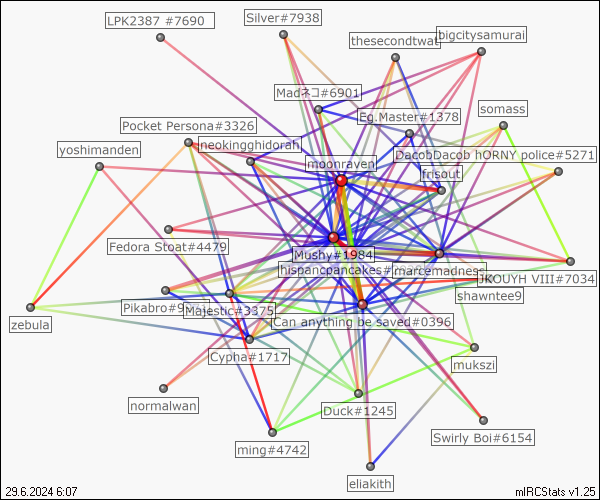 LPK2387 #7690
Silver#7938
thesecondtwat
bigcitysamurai
Madネコ#6901
Eg.Master#1378
somass
Pocket Persona#3326
neokingghidorah
yoshimanden
moonraven
DacobDacob hORNY police#5271
frisout
Fedora Stoat#4479
Mushy#1984
hispancpancakes#
marcemadness
JKOUYH VIII#7034
shawntee9
Pikabro#9
Majestic#3375
zebula
Can anything be saved#0396
Cypha#1717
mukszi
normalwan
Duck#1245
Swirly Boi#6154
ming#4742
eliakith
29.6.2024 6:07
mIRCStats v1.25